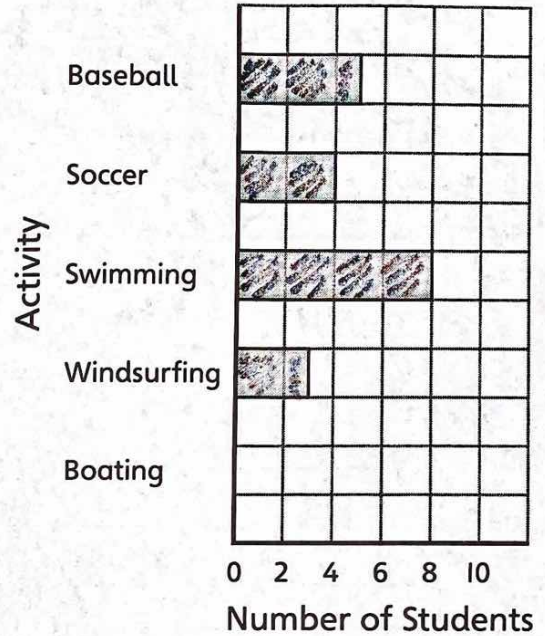 Baseball
Soccer
Swimming
Windsurfing
Boating
Activity
0 2 4 6 8 10
Number of Students